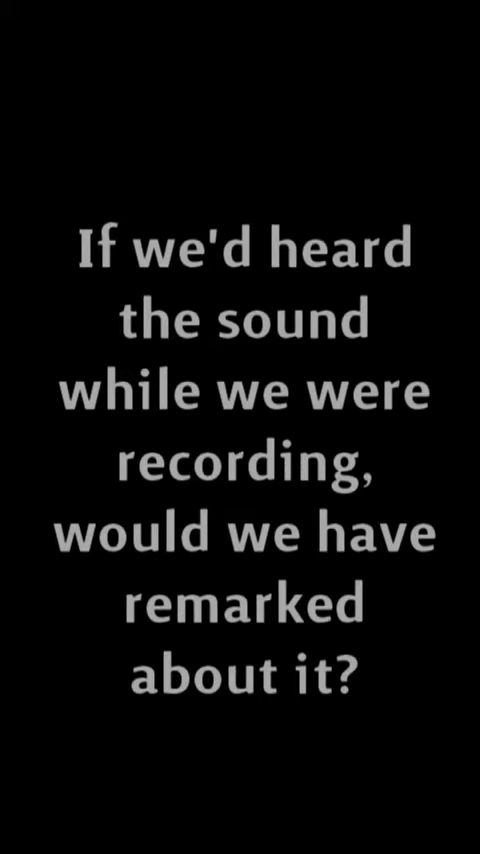 If we'd heard
the sound
while we were
recording,
would we have
remarked
about it?